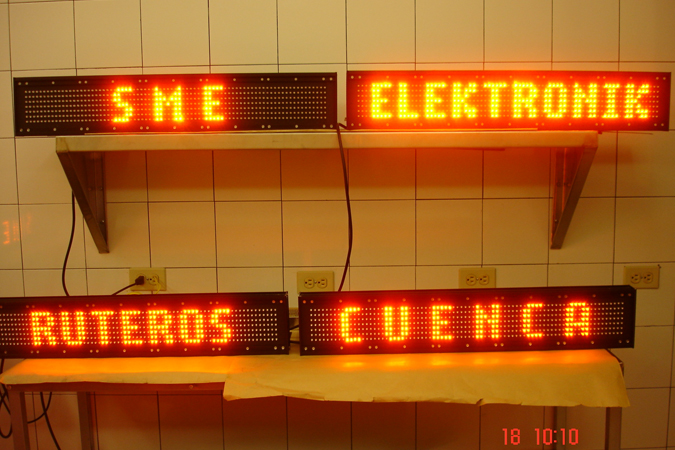 SME ELEKTRONIK
RUTEROS CUENCA
18 10:10